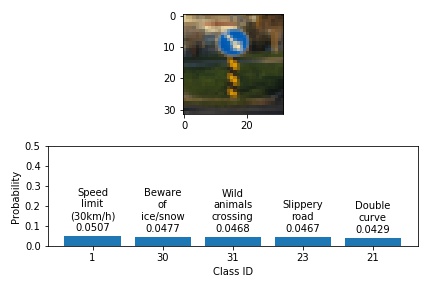 0
10
20
30
0 20
0.5
0.4
0.3
0.2
0.1
0.0
Probability
Speed
limit
(30km/h)
0.0507
Beware
of
ice/snow
0.0477
Wild
animals
crossing
0.0468
Slippery
road
0.0467
Double
curve
0.0429
1 30 31 23 21
Class ID